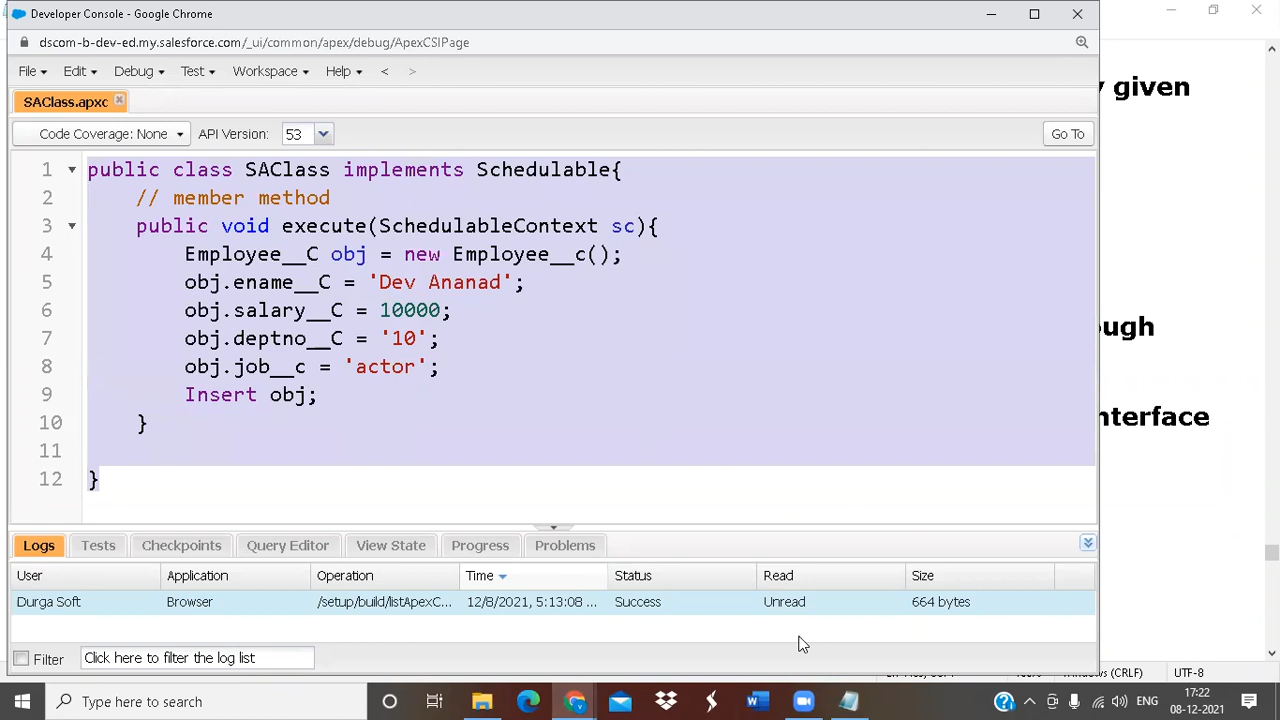 Developer Console - Google Chrome
dscom-b-dev-ed.my.salesforce.com/_ui/common/apex/debug/ApexCSIPage
File Edit Debug Test Workspace Help < >
SAClass.apxc
Code Coverage: None API Version: 53 Go To
given
1 public class SAClass implements Schedulable{
2 // member method
3 public void execute(SchedulableContext sc){
4 Employee__C obj = new Employee__c();
5 obj.ename__C = 'Dev Ananad';
6 obj.salary__C = 10000;
7 obj.deptno__C = '10';
8 obj.job__c = 'actor';
9 Insert obj;
10 }
11
12 }
ough
nterface
Logs Tests Checkpoints Query Editor View State Progress Problems
User Application Operation Time Status Read Size
Durga Soft Browser /setup/build/listApexC... 12/8/2021, 5:13:08 ... Success Unread 664 bytes
Filter Click here to filter the log list
(CRLF) UTF-8
Type here to search
ENG 17:22
08-12-2021